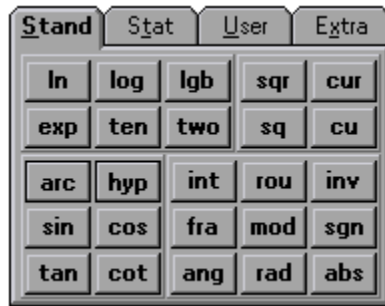 Stand Stat User Extra
ln log lgb sqr cur
exp ten two sq cu
arc hyp int rou inv
sin cos fra mod sgn
tan cot ang rad abs